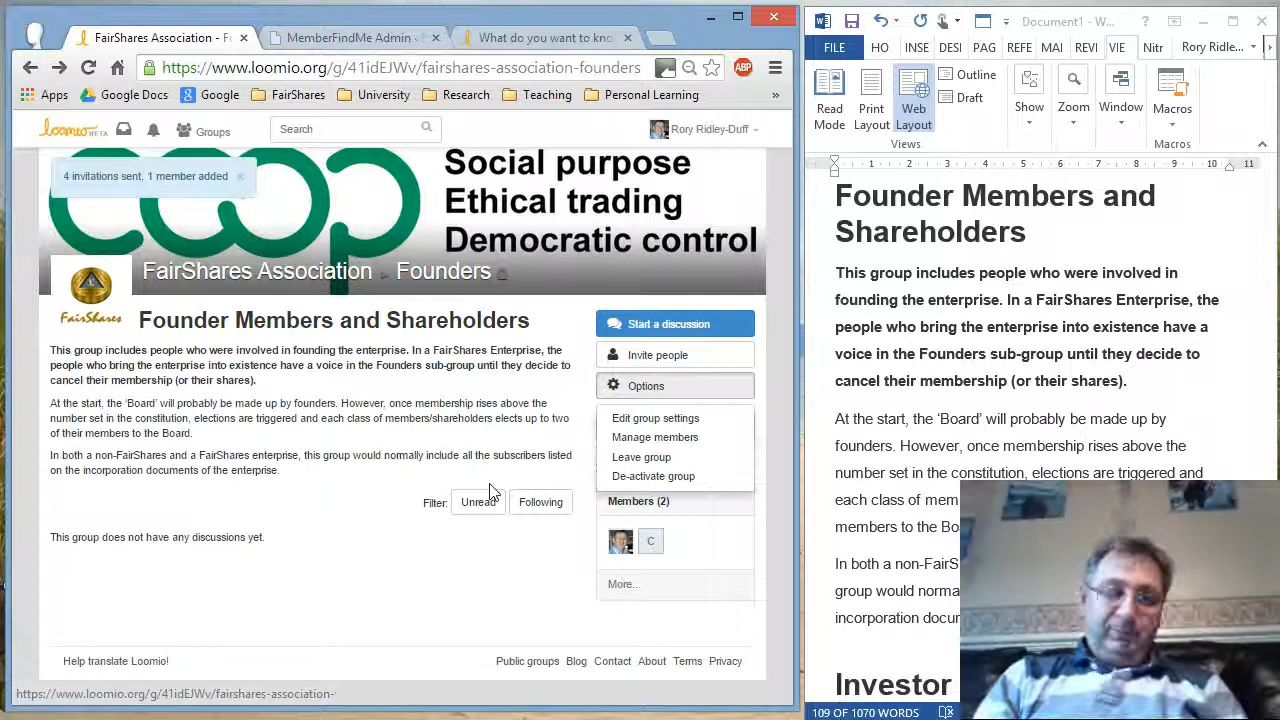 FairShares Association - Fo
MemberFindMe Admin - E
What do you want to kno
https://www.loomio.org/g/41idEJWv/fairshares-association-founders
ABP
Apps
Google Docs
Google
FairShares
University
Research
Teaching
Personal Learning
»
loomio BETA
Groups
Search
Rory Ridley-Duff
4 invitations sent, 1 member added
coop
Social purpose
Ethical trading
Democratic control
FairShares Association
Founders
FairShares
Founder Members and Shareholders
This group includes people who were involved in founding the enterprise. In a FairShares Enterprise, the
people who bring the enterprise into existence have a voice in the Founders sub-group until they decide to
cancel their membership (or their shares).
At the start, the 'Board' will probably be made up by founders. However, once membership rises above the
number set in the constitution, elections are triggered and each class of members/shareholders elects up to two
of their members to the Board.
In both a non-FairShares and a FairShares enterprise, this group would normally include all the subscribers listed
on the incorporation documents of the enterprise.
Filter:
Unread
Following
This group does not have any discussions yet.
Start a discussion
Invite people
Options
Edit group settings
Manage members
Leave group
De-activate group
Members (2)
C
More...
Help translate Loomio!
Public groups
Blog
Contact
About
Terms
Privacy
https://www.loomio.org/g/41idEJWv/fairshares-association-
Document1 - W...
?
FILE
HO
INSE
DESI
PAG
REFE
MAI
REVI
VIE
Nitr
Rory Ridle...
Read
Mode
Print
Layout
Web
Layout
Outline
Draft
Views
Show
Zoom
Window
Macros
Macros
1 2 3 4 5 6 7 8 9 10 11
Founder Members and
Shareholders
This group includes people who were involved in
founding the enterprise. In a FairShares Enterprise, the
people who bring the enterprise into existence have a
voice in the Founders sub-group until they decide to
cancel their membership (or their shares).
At the start, the 'Board' will probably be made up by
founders. However, once membership rises above the
number set in the constitution, elections are triggered and
each class of mem
members to the Bo
In both a non-FairS
group would norma
incorporation docum
Investor
109 OF 1070 WORDS